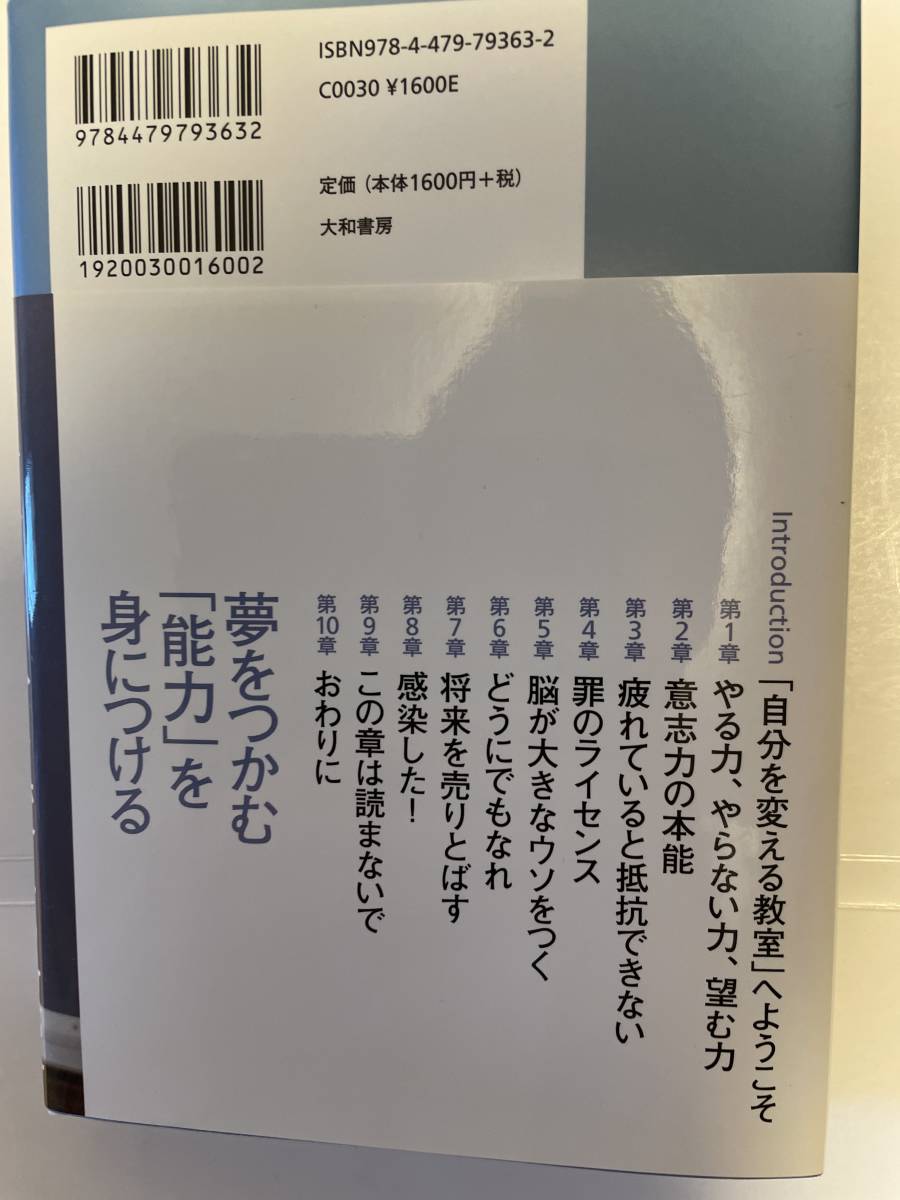 ISBN978-4-479-79363-2
C0030 ¥1600E
9784479793632
定価（本体1600円＋税）
大和書房
1920030016002
Introduction 「自分を変える教室」へようこそ
第1章 やる力、やらない力、望む力
第2章 意志力の本能
第3章 疲れていると抵抗できない
第4章 罪のライセンス
第5章 脳が大きなウソをつく
第6章 どうにでもなれ
第7章 将来を売りとばす
第8章 感染した！
第9章 この章は読まないで
第10章 おわりに
夢をつかむ
「能力」を
身につける